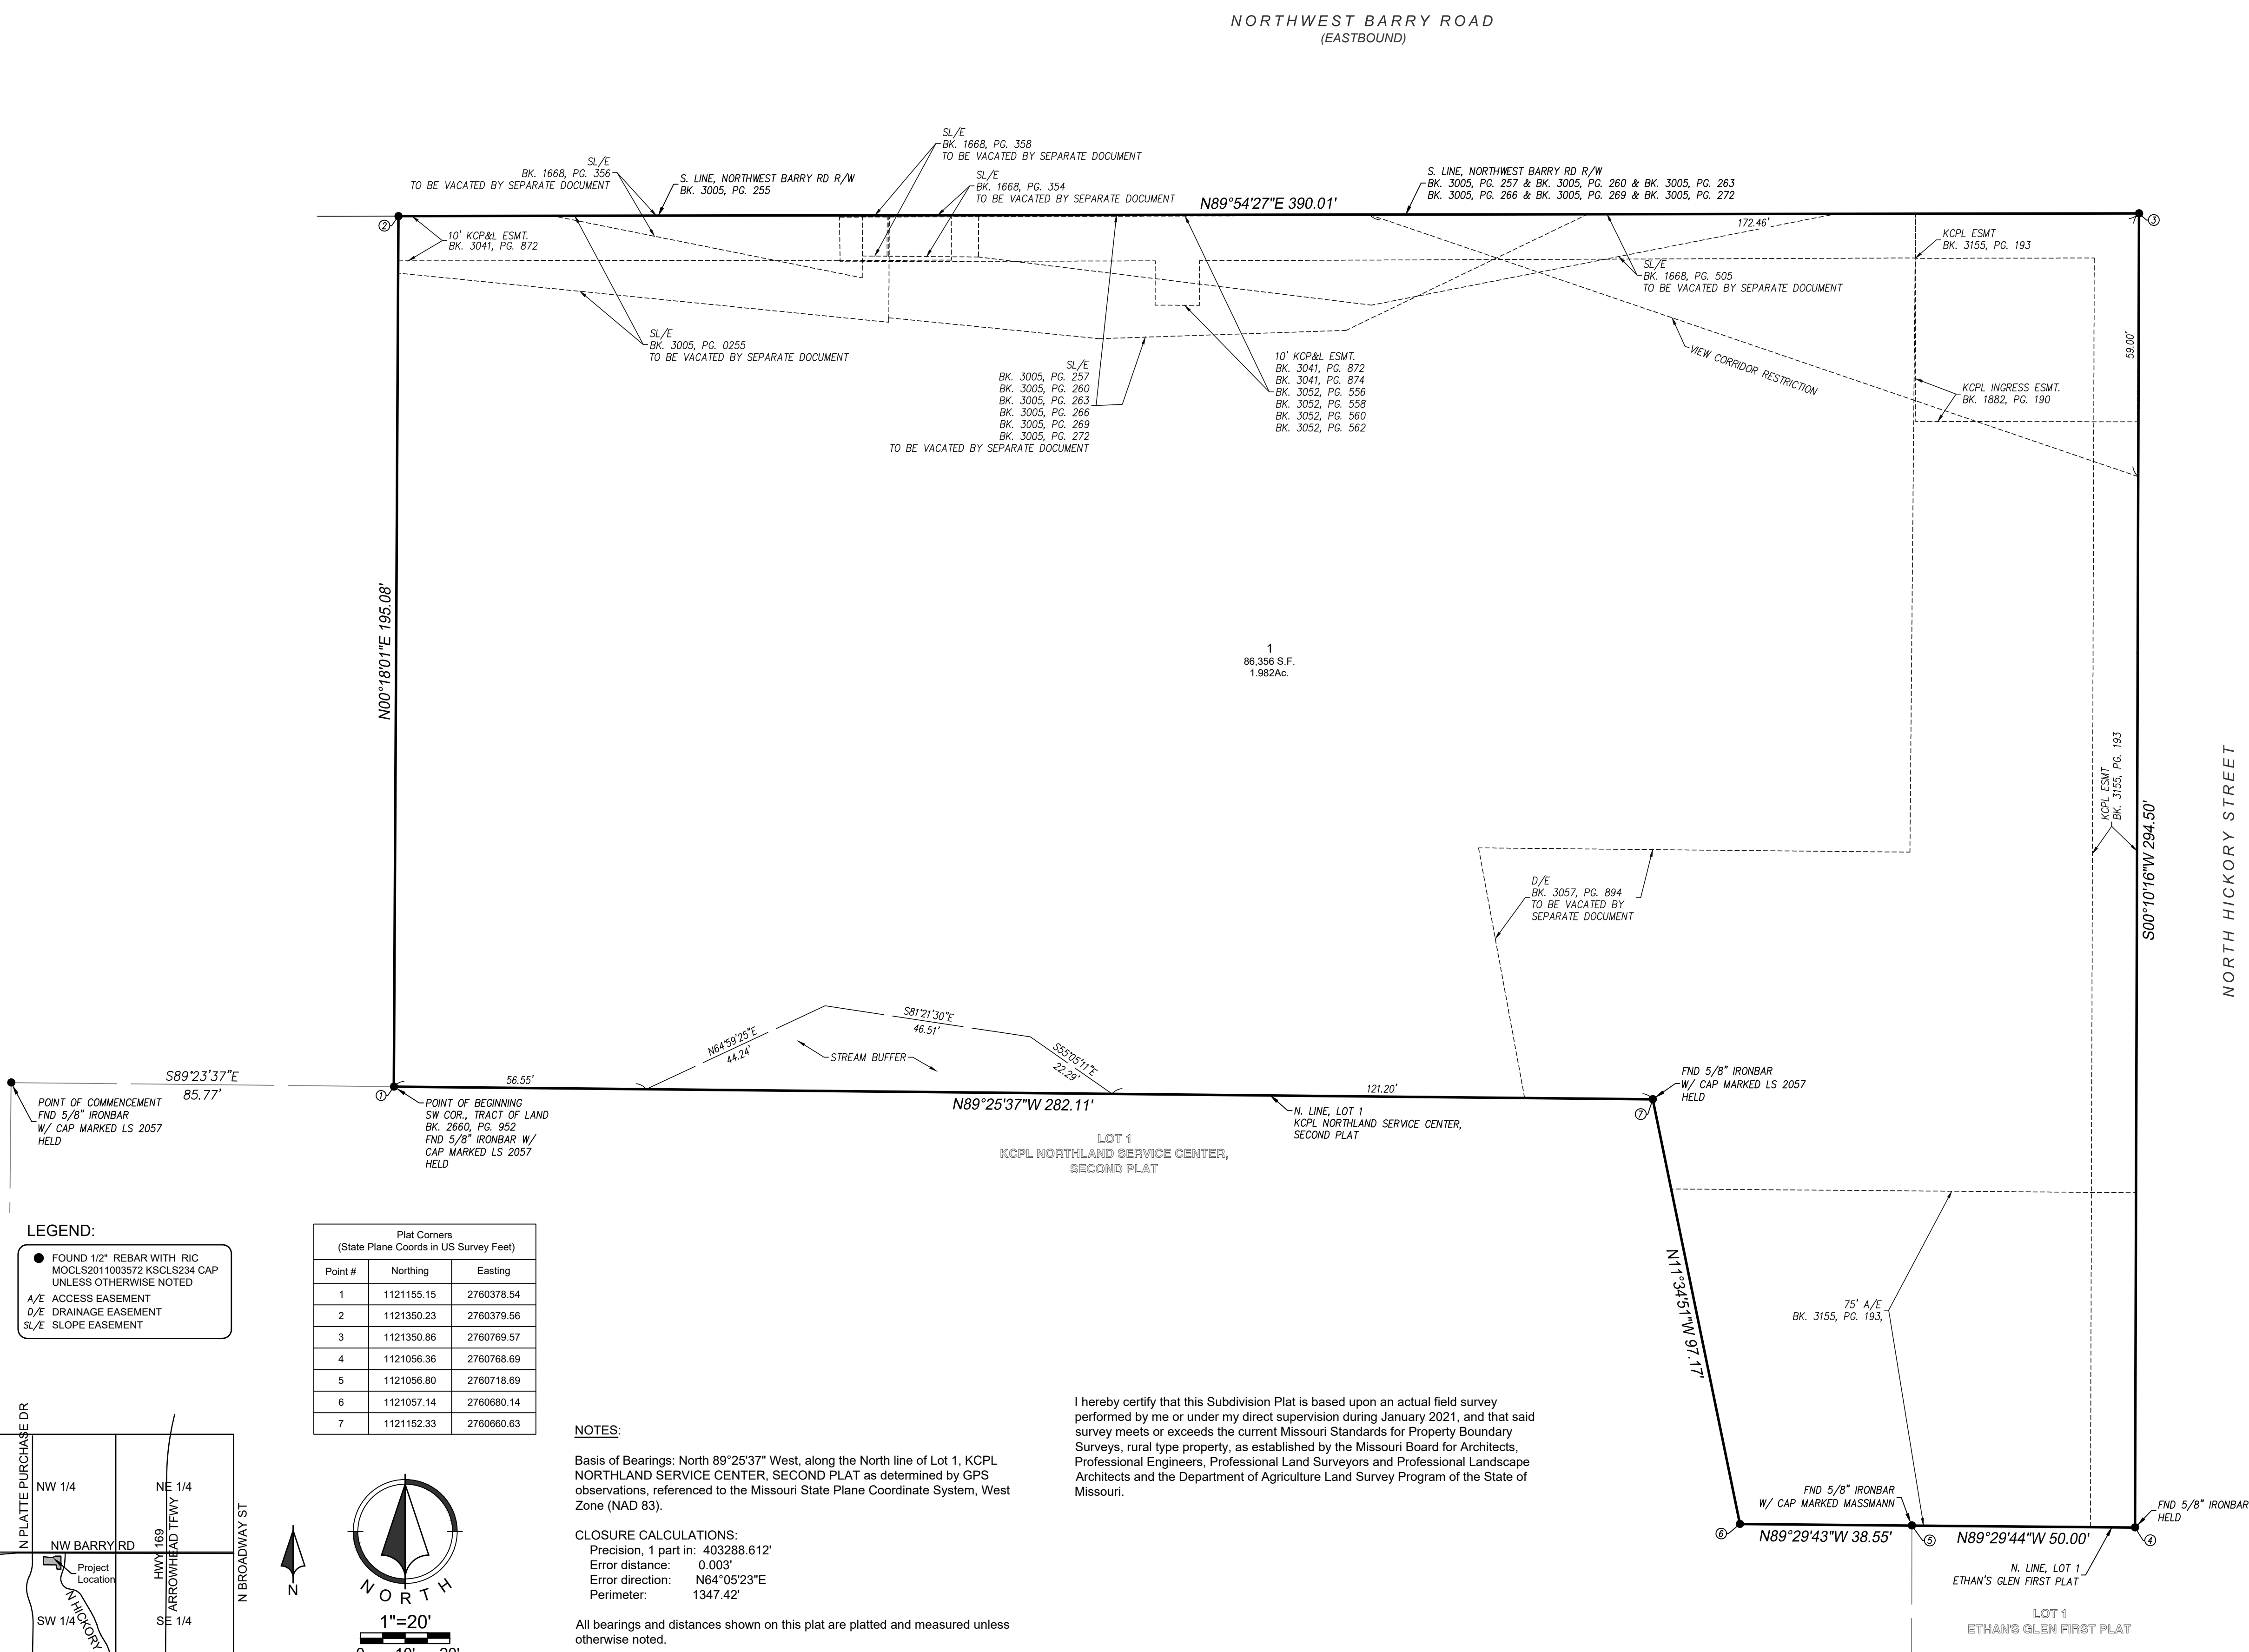 NORTHWEST BARRY ROAD
(EASTBOUND)
SL/E
BK. 1668, PG. 356
TO BE VACATED BY SEPARATE DOCUMENT
S. LINE, NORTHWEST BARRY RD R/W
BK. 3005, PG. 255
SL/E
BK. 1668, PG. 358
TO BE VACATED BY SEPARATE DOCUMENT
SL/E
BK. 1668, PG. 354
TO BE VACATED BY SEPARATE DOCUMENT
N89°54'27"E 390.01'
S. LINE, NORTHWEST BARRY RD R/W
BK. 3005, PG. 257 & BK. 3005, PG. 260 & BK. 3005, PG. 263
BK. 3005, PG. 266 & BK. 3005, PG. 269 & BK. 3005, PG. 272
172.46'
2
3
10' KCP&L ESMT.
BK. 3041, PG. 872
KCPL ESMT
BK. 3155, PG. 193
SL/E
BK. 1668, PG. 505
TO BE VACATED BY SEPARATE DOCUMENT
SL/E
BK. 3005, PG. 0255
TO BE VACATED BY SEPARATE DOCUMENT
59.00'
VIEW CORRIDOR RESTRICTION
SL/E
BK. 3005, PG. 257
BK. 3005, PG. 260
BK. 3005, PG. 263
BK. 3005, PG. 266
BK. 3005, PG. 269
BK. 3005, PG. 272
TO BE VACATED BY SEPARATE DOCUMENT
10' KCP&L ESMT.
BK. 3041, PG. 872
BK. 3041, PG. 874
BK. 3052, PG. 556
BK. 3052, PG. 558
BK. 3052, PG. 560
BK. 3052, PG. 562
KCPL INGRESS ESMT.
BK. 1882, PG. 190
N00°18'01"E 195.08'
1
86,356 S.F.
1.982Ac.
KCPL ESMT
BK. 3155, PG. 193
S00°10'16"W 294.50'
NORTH HICKORY STREET
D/E
BK. 3057, PG. 894
TO BE VACATED BY
SEPARATE DOCUMENT
N64°59'25"E
44.24'
S81°21'30"E
46.51'
S55°05'11"E
22.29'
STREAM BUFFER
S89°23'37"E
85.77'
56.55'
121.20'
1
7
N89°25'37"W 282.11'
POINT OF COMMENCEMENT
FND 5/8" IRONBAR
W/ CAP MARKED LS 2057
HELD
POINT OF BEGINNING
SW COR., TRACT OF LAND
BK. 2660, PG. 952
FND 5/8" IRONBAR W/
CAP MARKED LS 2057
HELD
N. LINE, LOT 1
KCPL NORTHLAND SERVICE CENTER,
SECOND PLAT
FND 5/8" IRONBAR
W/ CAP MARKED LS 2057
HELD
LOT 1
KCPL NORTHLAND SERVICE CENTER,
SECOND PLAT
N11°34'51"W 97.17'
75' A/E
BK. 3155, PG. 193,
FND 5/8" IRONBAR
W/ CAP MARKED MASSMANN
FND 5/8" IRONBAR
HELD
6
5
4
N89°29'43"W 38.55'
N89°29'44"W 50.00'
N. LINE, LOT 1
ETHAN'S GLEN FIRST PLAT
LOT 1
ETHAN'S GLEN FIRST PLAT
LEGEND:
FOUND 1/2" REBAR WITH RIC
MOCLS2011003572 KSCLS234 CAP
UNLESS OTHERWISE NOTED
A/E ACCESS EASEMENT
D/E DRAINAGE EASEMENT
SL/E SLOPE EASEMENT
Plat Corners
(State Plane Coords in US Survey Feet)
Point # Northing Easting
1 1121155.15 2760378.54
2 1121350.23 2760379.56
3 1121350.86 2760769.57
4 1121056.36 2760768.69
5 1121056.80 2760718.69
6 1121057.14 2760680.14
7 1121152.33 2760660.63
N PLATTE PURCHASE DR
NW 1/4
NE 1/4
HWY 169
ARROWHEAD TFWY
N BROADWAY ST
NW BARRY RD
Project
Location
N HICKORY
SW 1/4
SE 1/4
N
NORTH
1"=20'
0 10' 20'
NOTES:
Basis of Bearings: North 89°25'37" West, along the North line of Lot 1, KCPL
NORTHLAND SERVICE CENTER, SECOND PLAT as determined by GPS
observations, referenced to the Missouri State Plane Coordinate System, West
Zone (NAD 83).
CLOSURE CALCULATIONS:
Precision, 1 part in: 403288.612'
Error distance: 0.003'
Error direction: N64°05'23"E
Perimeter: 1347.42'
All bearings and distances shown on this plat are platted and measured unless
otherwise noted.
I hereby certify that this Subdivision Plat is based upon an actual field survey
performed by me or under my direct supervision during January 2021, and that said
survey meets or exceeds the current Missouri Standards for Property Boundary
Surveys, rural type property, as established by the Missouri Board for Architects,
Professional Engineers, Professional Land Surveyors and Professional Landscape
Architects and the Department of Agriculture Land Survey Program of the State of
Missouri.